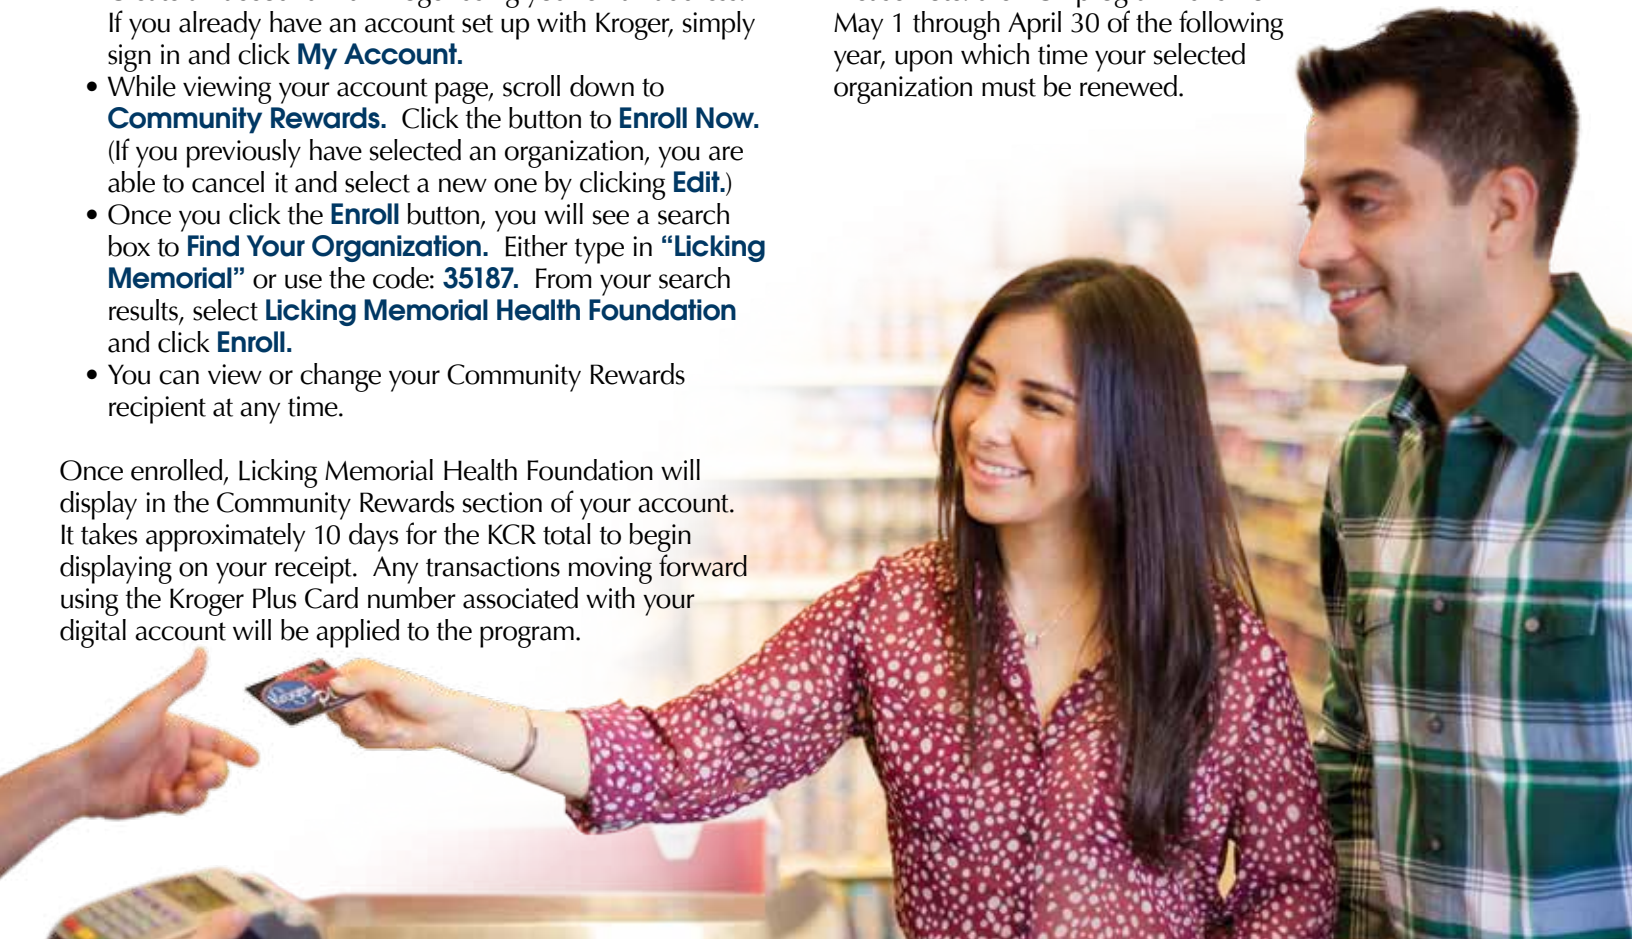 If you already have an account set up with Kroger, simply
sign in and click My Account.
• While viewing your account page, scroll down to
Community Rewards. Click the button to Enroll Now.
(If you previously have selected an organization, you are
able to cancel it and select a new one by clicking Edit.)
• Once you click the Enroll button, you will see a search
box to Find Your Organization. Either type in “Licking
Memorial” or use the code: 35187. From your search
results, select Licking Memorial Health Foundation
and click Enroll.
• You can view or change your Community Rewards
recipient at any time.
Once enrolled, Licking Memorial Health Foundation will
display in the Community Rewards section of your account.
It takes approximately 10 days for the KCR total to begin
displaying on your receipt. Any transactions moving forward
using the Kroger Plus Card number associated with your
digital account will be applied to the program.
May 1 through April 30 of the following
year, upon which time your selected
organization must be renewed.
Kroger